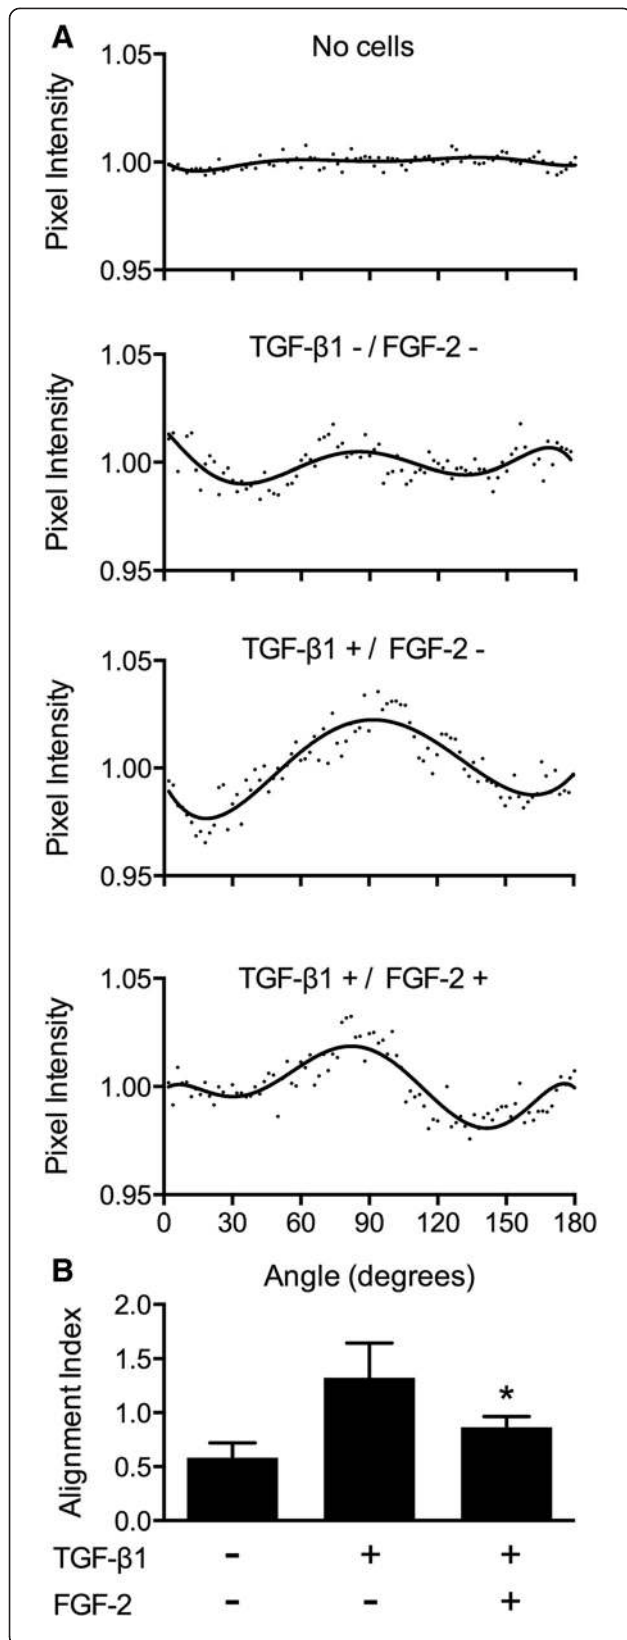 A
No cells
1.05
1.00
0.95
Pixel Intensity
TGF-β1 - / FGF-2 -
1.05
1.00
0.95
Pixel Intensity
TGF-β1 + / FGF-2 -
1.05
1.00
0.95
Pixel Intensity
TGF-β1 + / FGF-2 +
1.05
1.00
0.95
Pixel Intensity
0 30 60 90 120 150 180
Angle (degrees)
B
2.0
1.5
1.0
0.5
0.0
Alignment Index
*
TGF-β1 - + +
FGF-2 - - +